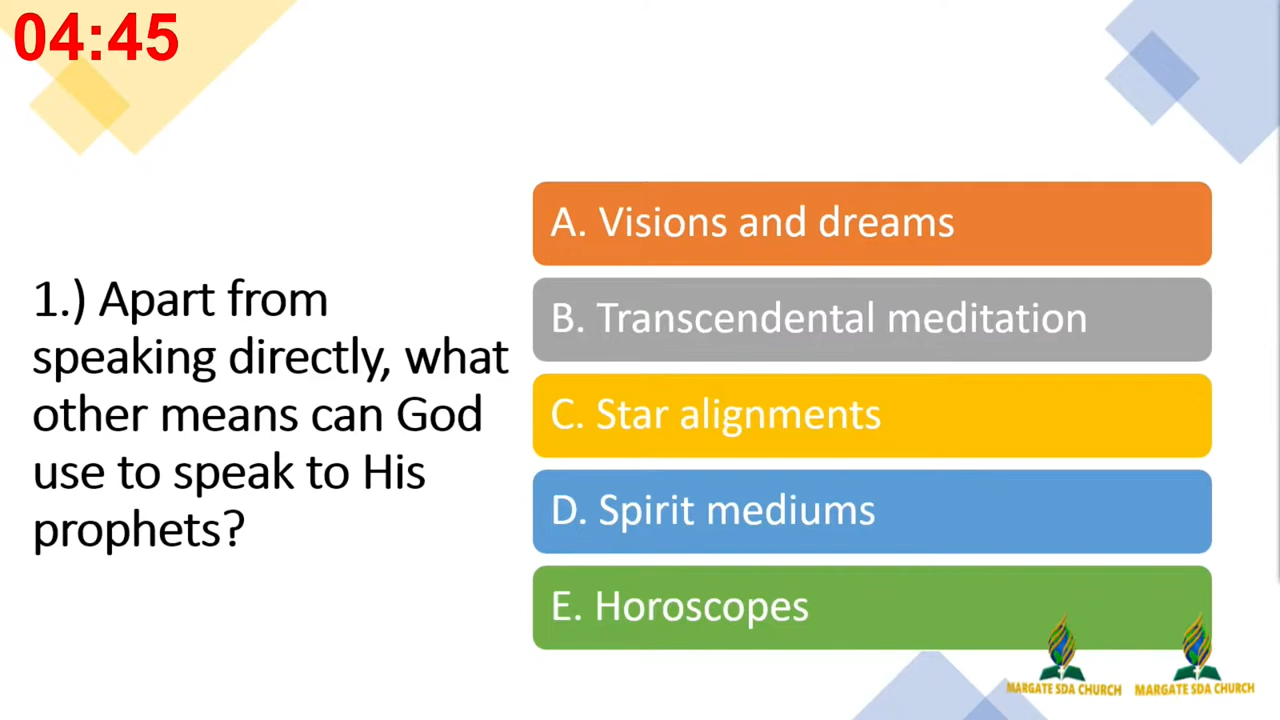 04:45
1.) Apart from
speaking directly, what
other means can God
use to speak to His
prophets?
A. Visions and dreams
B. Transcendental meditation
C. Star alignments
D. Spirit mediums
E. Horoscopes
MARGATE SDA CHURCH
MARGATE SDA CHURCH